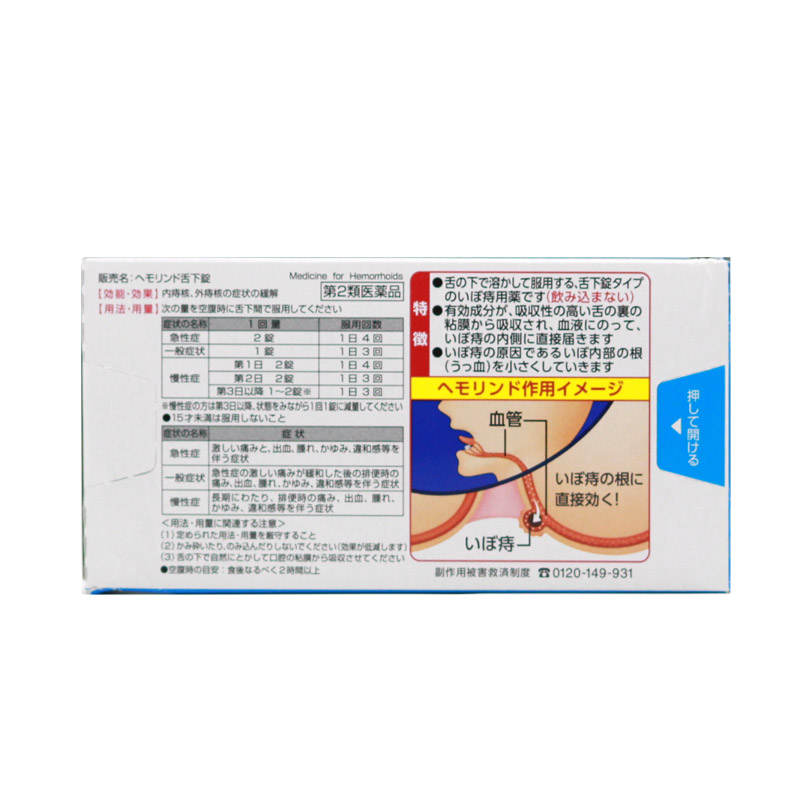 販売名：ヘモリンド舌下錠
Medicine for Hemorrhoids
【効能・効果】 内痔核、外痔核の症状の緩解
第2類医薬品
【用法・用量】 次の量を空腹時に舌下間で服用してください
症状の名称 1回量 服用回数
急性症 2錠 1日4回
一般症状 1錠 1日3回
慢性症 第1日 2錠 1日4回
第2日 2錠 1日3回
第3日以降 1〜2錠※ 1日3回
※慢性症の方は第3日以降、状態をみながら1回1錠に減量してください
●15才未満は服用しないこと
症状の名称 症状
急性症 激しい痛みと、出血、腫れ、かゆみ、違和感等を
伴う症状
一般症状 急性症の激しい痛みが緩和した後の排便時の
痛み、出血、腫れ、かゆみ、違和感等を伴う症状
慢性症 長期にわたり、排便時の痛み、出血、腫れ、
かゆみ、違和感等を伴う症状
＜用法・用量に関連する注意＞
(1)定められた用法・用量を厳守すること
(2)かみ砕いたり、のみ込んだりしないでください(効果が低減します)
(3)舌の下で自然にとかして口腔の粘膜から吸収させてください
●空腹時の目安：食後なるべく2時間以上
特徴
●舌の下で溶かして服用する、舌下錠タイプ
のいぼ痔用薬です(飲み込まない)
●有効成分が、吸収性の高い舌の裏の
粘膜から吸収され、血液にのって、
いぼ痔の内側に直接届きます
●いぼ痔の原因であるいぼ内部の根
(うっ血)を小さくしていきます
ヘモリンド作用イメージ
血管
いぼ痔の根に
直接効く!
いぼ痔
副作用被害救済制度 ☎0120-149-931
押して開ける